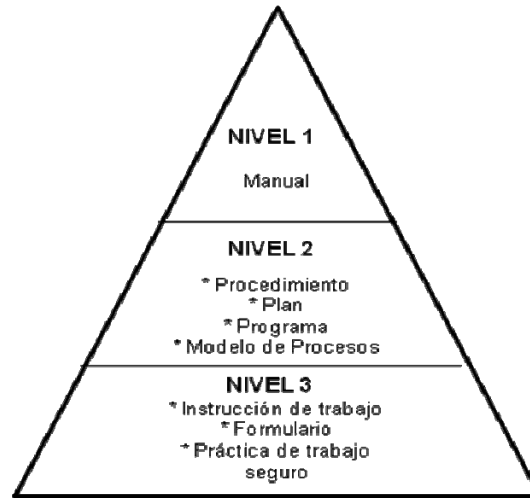 NIVEL 1
Manual
NIVEL 2
* Procedimiento
* Plan
* Programa
* Modelo de Procesos
NIVEL 3
* Instrucción de trabajo
* Formulario
* Práctica de trabajo
seguro